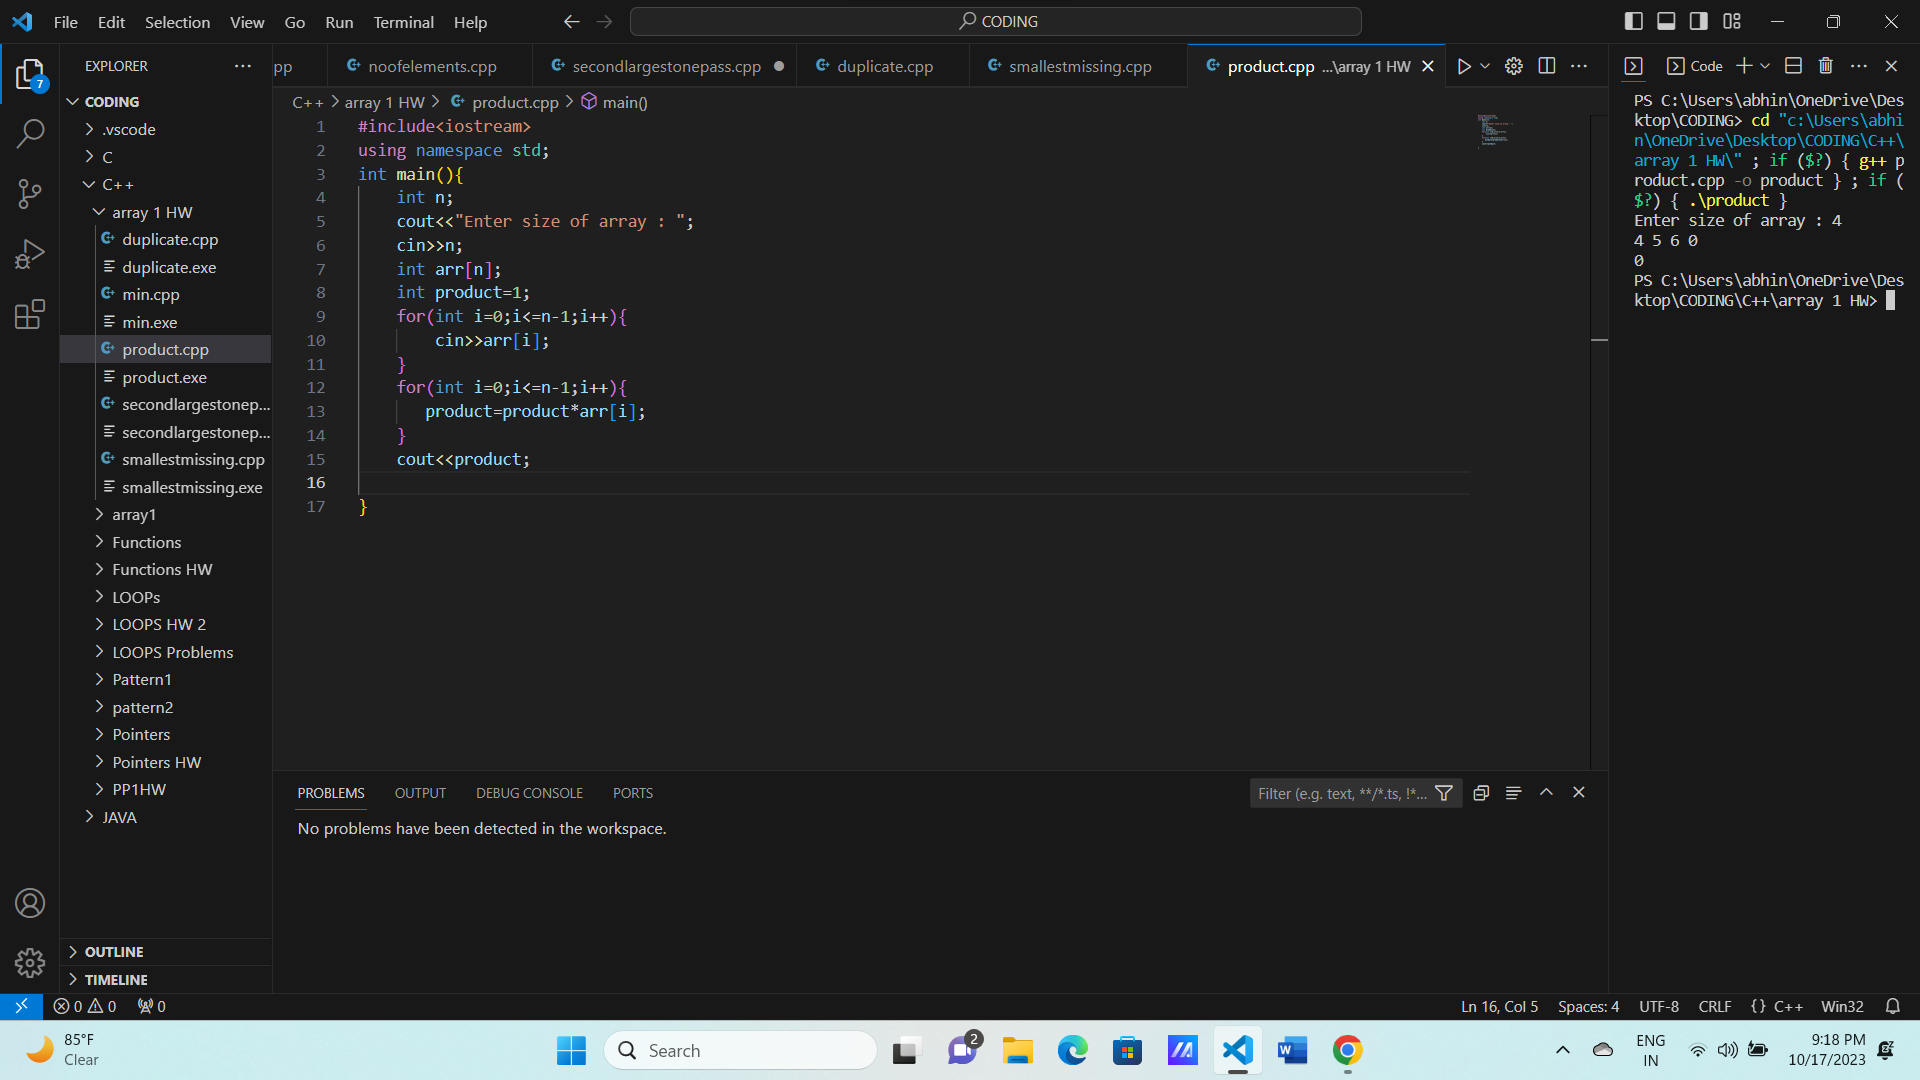 File Edit Selection View Go Run Terminal Help
CODING
EXPLORER
CODING
.vscode
C
C++
array 1 HW
duplicate.cpp
duplicate.exe
min.cpp
min.exe
product.cpp
product.exe
secondlargestonep...
secondlargestonep...
smallestmissing.cpp
smallestmissing.exe
array1
Functions
Functions HW
LOOPs
LOOPS HW 2
LOOPS Problems
Pattern1
pattern2
Pointers
Pointers HW
PP1HW
JAVA
OUTLINE
TIMELINE
7
pp noofelements.cpp secondlargestonepass.cpp duplicate.cpp smallestmissing.cpp product.cpp ...\array 1 HW
C++ > array 1 HW > product.cpp > main()
1 #include<iostream>
2 using namespace std;
3 int main(){
4 int n;
5 cout<<"Enter size of array : ";
6 cin>>n;
7 int arr[n];
8 int product=1;
9 for(int i=0;i<=n-1;i++){
10 cin>>arr[i];
11 }
12 for(int i=0;i<=n-1;i++){
13 product=product*arr[i];
14 }
15 cout<<product;
16
17 }
Code
PS C:\Users\abhin\OneDrive\Des
ktop\CODING> cd "c:\Users\abhi
n\OneDrive\Desktop\CODING\C++\
array 1 HW\" ; if ($?) { g++ p
roduct.cpp -o product } ; if (
$?) { .\product }
Enter size of array : 4
4 5 6 0
0
PS C:\Users\abhin\OneDrive\Des
ktop\CODING\C++\array 1 HW>
PROBLEMS OUTPUT DEBUG CONSOLE PORTS
Filter (e.g. text, **/*.ts, !*...
No problems have been detected in the workspace.
0 0 0
Ln 16, Col 5 Spaces: 4 UTF-8 CRLF {} C++ Win32
85°F
Clear
Search
2
ENG
IN
9:18 PM
10/17/2023